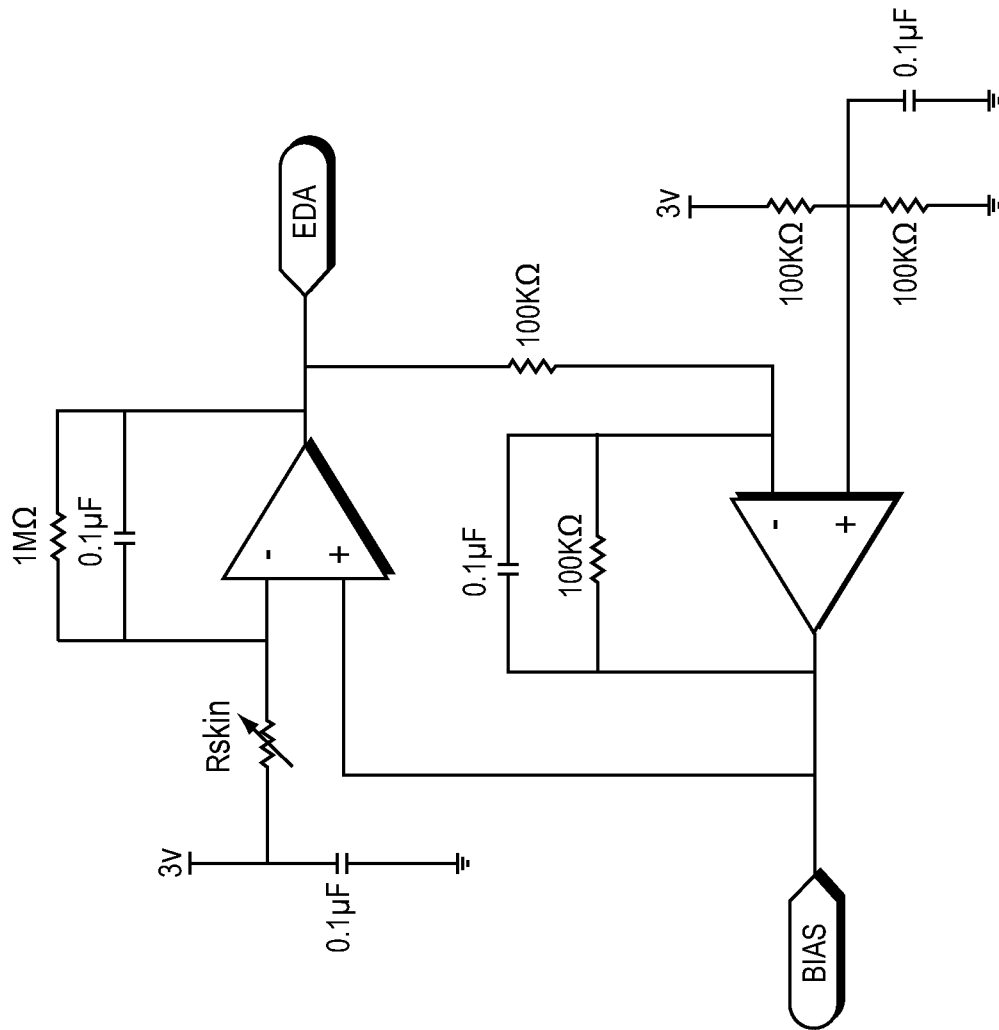 1MΩ
0.1µF
EDA
-
+
Rskin
3v
0.1µF
100KΩ
0.1µF
100KΩ
-
+
BIAS
3v
100KΩ
100KΩ
0.1µF